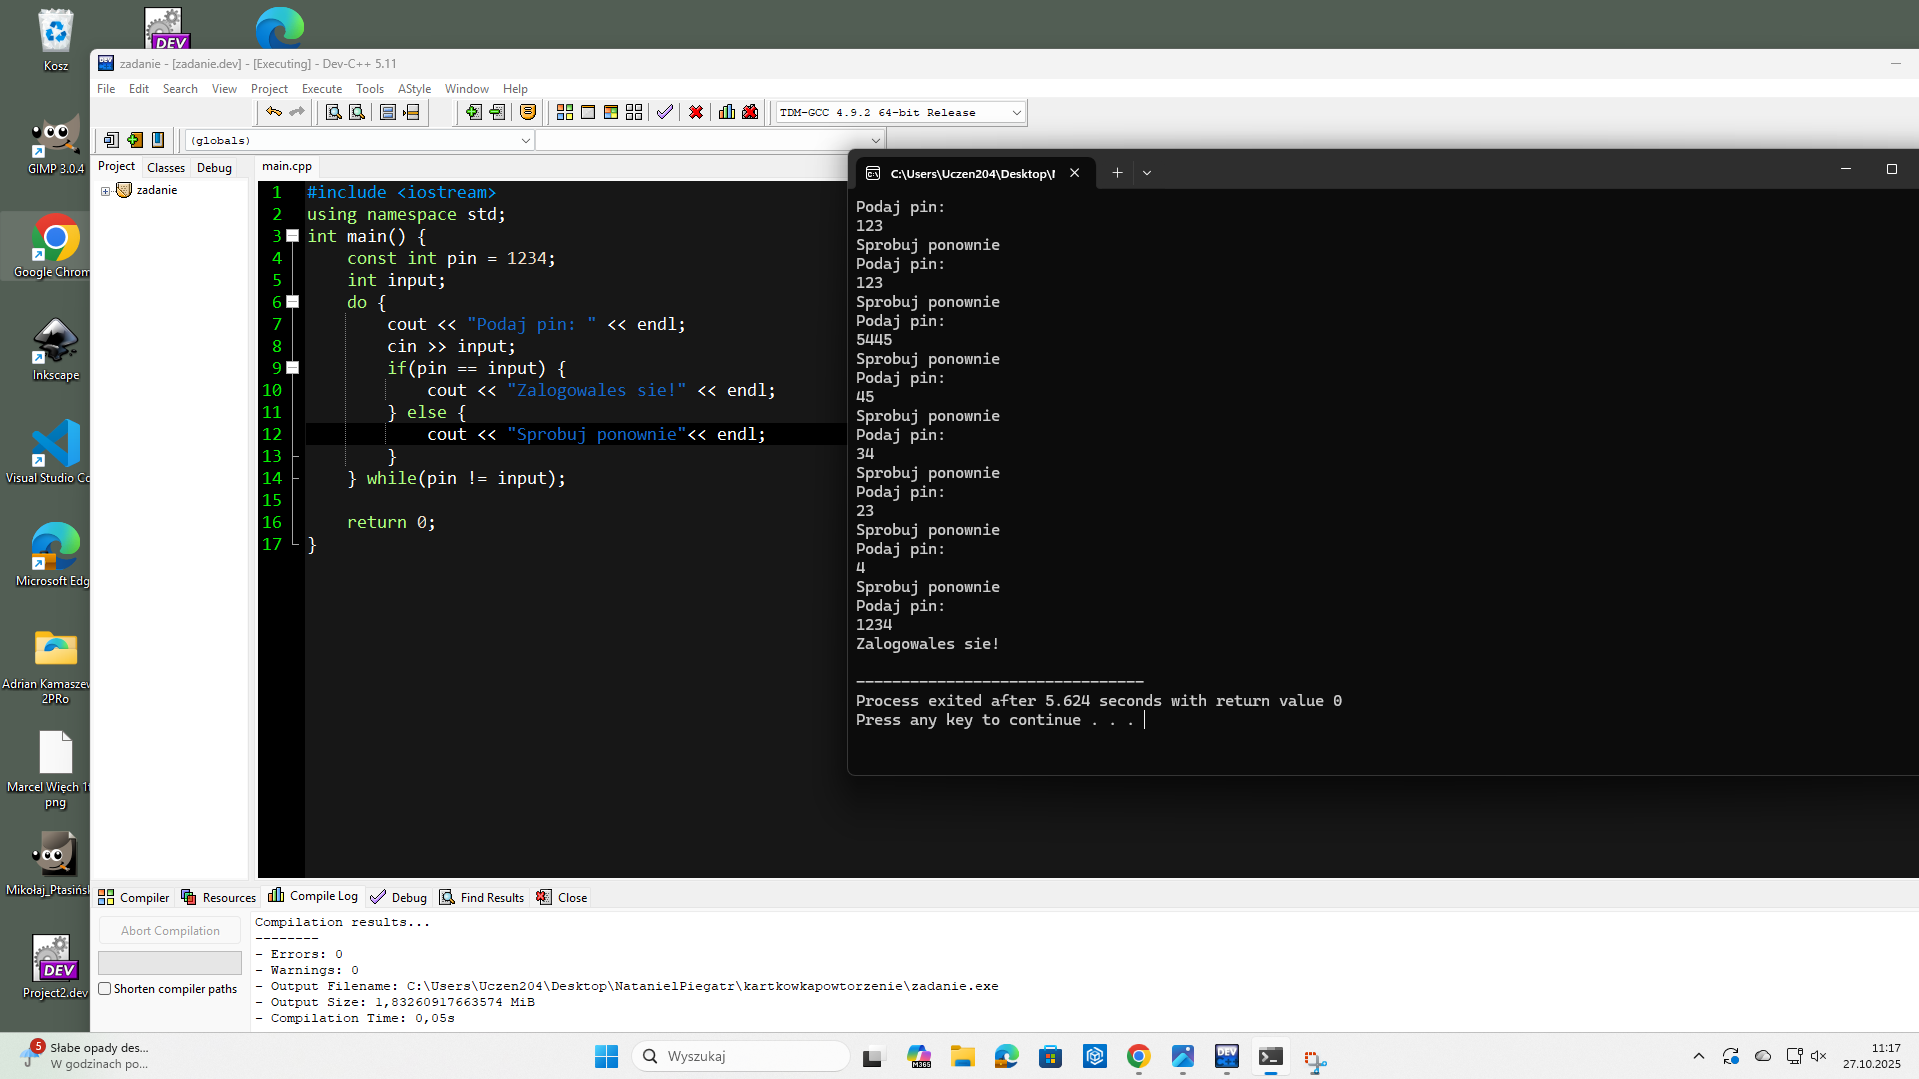 Kosz
DEV
zadanie - [zadanie.dev] - [Executing] - Dev-C++ 5.11
File Edit Search View Project Execute Tools AStyle Window Help
TDM-GCC 4.9.2 64-bit Release
(globals)
GIMP 3.0.4
Project Classes Debug
main.cpp
zadanie
1 #include <iostream>
2 using namespace std;
3 int main() {
4 const int pin = 1234;
5 int input;
6 do {
7 cout << "Podaj pin: " << endl;
8 cin >> input;
9 if(pin == input) {
10 cout << "Zalogowales sie!" << endl;
11 } else {
12 cout << "Sprobuj ponownie"<< endl;
13 }
14 } while(pin != input);
15
16 return 0;
17 }
C:\Users\Uczen204\Desktop\
Podaj pin:
123
Sprobuj ponownie
Podaj pin:
123
Sprobuj ponownie
Podaj pin:
5445
Sprobuj ponownie
Podaj pin:
45
Sprobuj ponownie
Podaj pin:
34
Sprobuj ponownie
Podaj pin:
23
Sprobuj ponownie
Podaj pin:
4
Sprobuj ponownie
Podaj pin:
1234
Zalogowales sie!
--------------------------------
Process exited after 5.624 seconds with return value 0
Press any key to continue . . .
Google Chrom
Inkscape
Visual Studio Co
Microsoft Edg
Adrian Kamaszew
2PRo
Marcel Więch 1
png
Mikołaj_Ptasińsk
DEV
Project2.dev
Compiler Resources Compile Log Debug Find Results Close
Abort Compilation
Shorten compiler paths
Compilation results...
--------
- Errors: 0
- Warnings: 0
- Output Filename: C:\Users\Uczen204\Desktop\NatanielPiegatr\kartkowkapowtorzenie\zadanie.exe
- Output Size: 1,83260917663574 MiB
- Compilation Time: 0,05s
5
Słabe opady des...
W godzinach po...
Wyszukaj
M365
DEV
11:17
27.10.2025